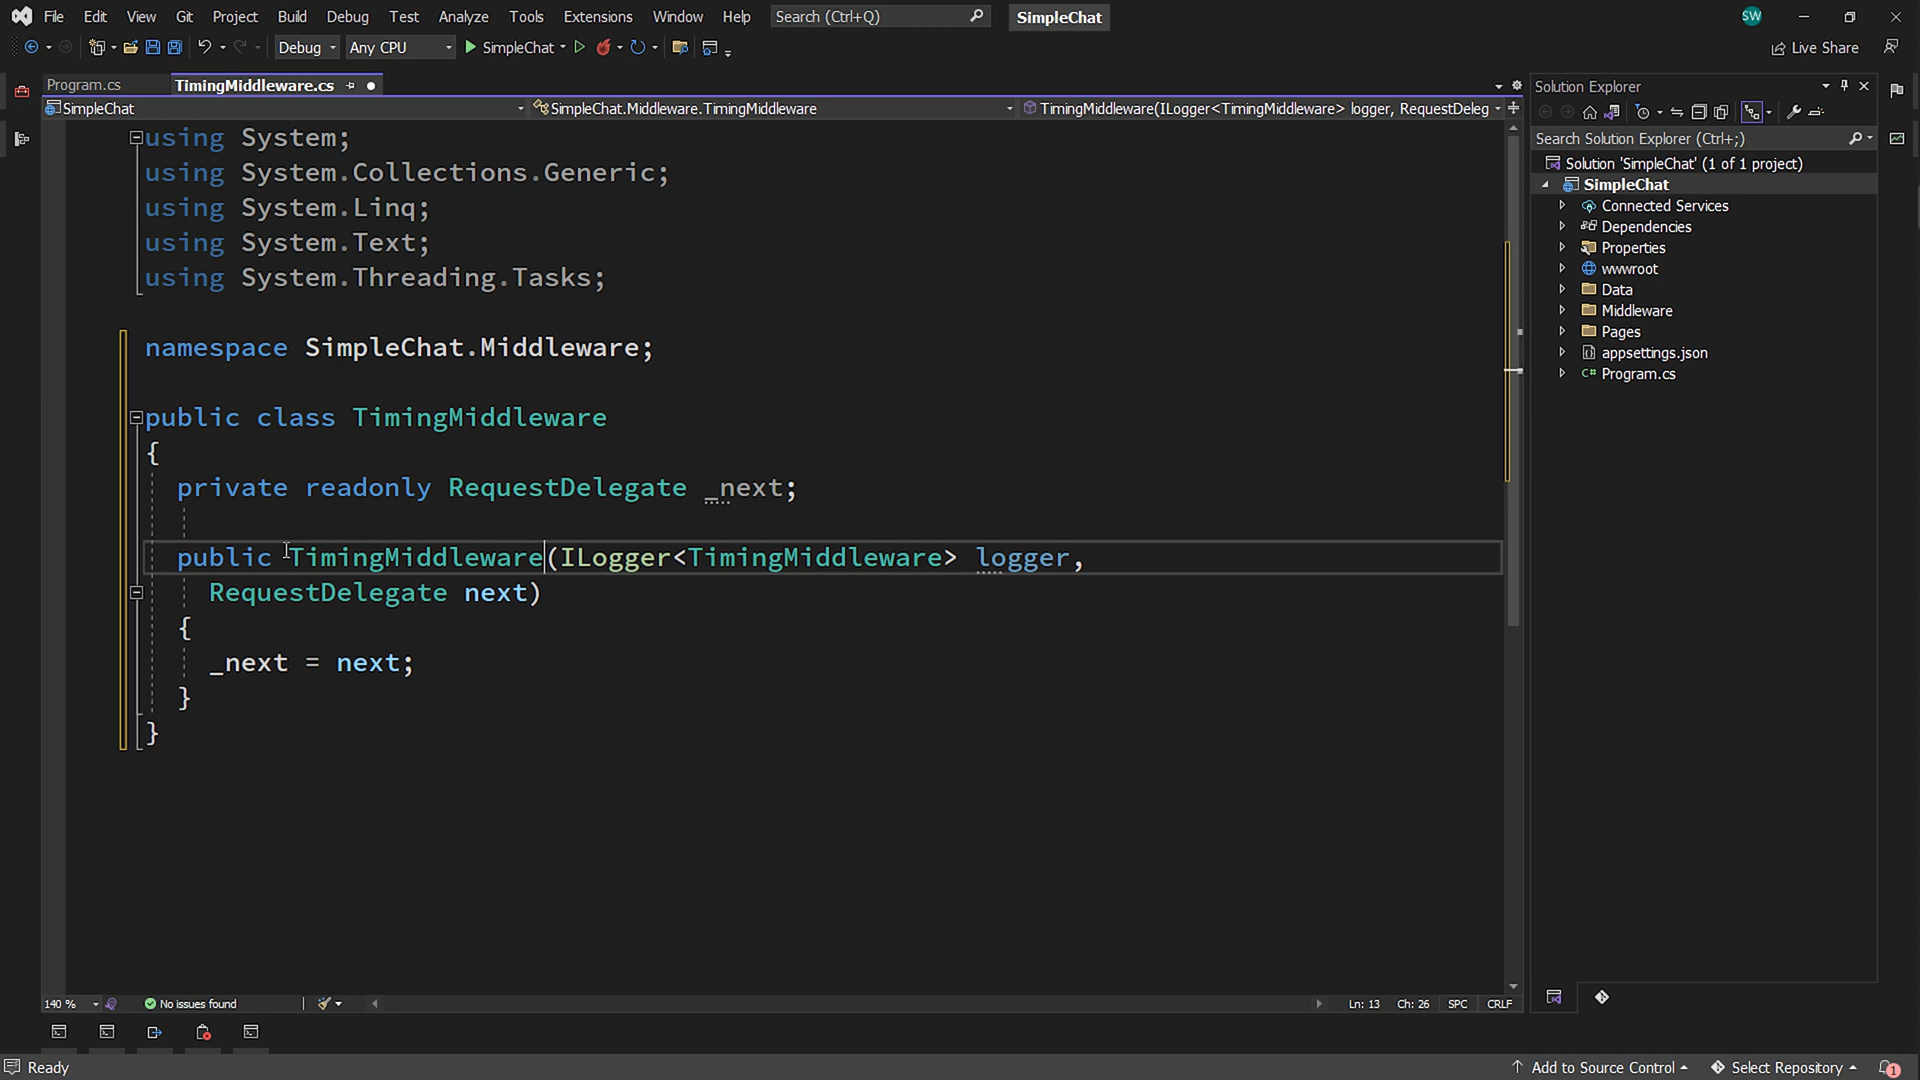 File Edit View Git Project Build Debug Test Analyze Tools Extensions Window Help Search (Ctrl+Q) SimpleChat SW
Debug Any CPU SimpleChat Live Share
Program.cs TimingMiddleware.cs
SimpleChat SimpleChat.Middleware.TimingMiddleware TimingMiddleware(ILogger<TimingMiddleware> logger, RequestDeleg
using System;
using System.Collections.Generic;
using System.Linq;
using System.Text;
using System.Threading.Tasks;
namespace SimpleChat.Middleware;
public class TimingMiddleware
{
private readonly RequestDelegate _next;
public TimingMiddleware(ILogger<TimingMiddleware> logger,
RequestDelegate next)
{
_next = next;
}
}
Solution Explorer
Search Solution Explorer (Ctrl+;)
Solution 'SimpleChat' (1 of 1 project)
SimpleChat
Connected Services
Dependencies
Properties
wwwroot
Data
Middleware
Pages
appsettings.json
C# Program.cs
140 % No issues found Ln: 13 Ch: 26 SPC CRLF
Ready Add to Source Control Select Repository 1